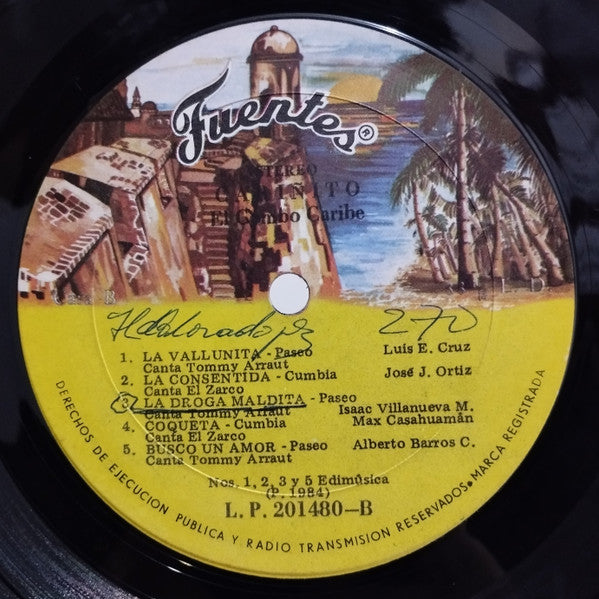 Fuentes®
STEREO
CARIÑITO
El Combo Caribe
270
1. LA VALLUNITA - Paseo Luis E. Cruz
Canta Tommy Arraut
2. LA CONSENTIDA - Cumbia José J. Ortiz
Canta El Zarco
3. LA DROGA MALDITA - Paseo
Canta Tommy Arraut Isaac Villanueva M.
4. COQUETA - Cumbia Max Casahuamán
Canta El Zarco
5. BUSCO UN AMOR - Paseo Alberto Barros C.
Canta Tommy Arraut
Nos. 1, 2, 3 y 5 Edimúsica
(P. 1984)
L.P. 201480-B
DERECHOS DE EJECUCION PUBLICA Y RADIO TRANSMISION RESERVADOS. MARCA REGISTRADA